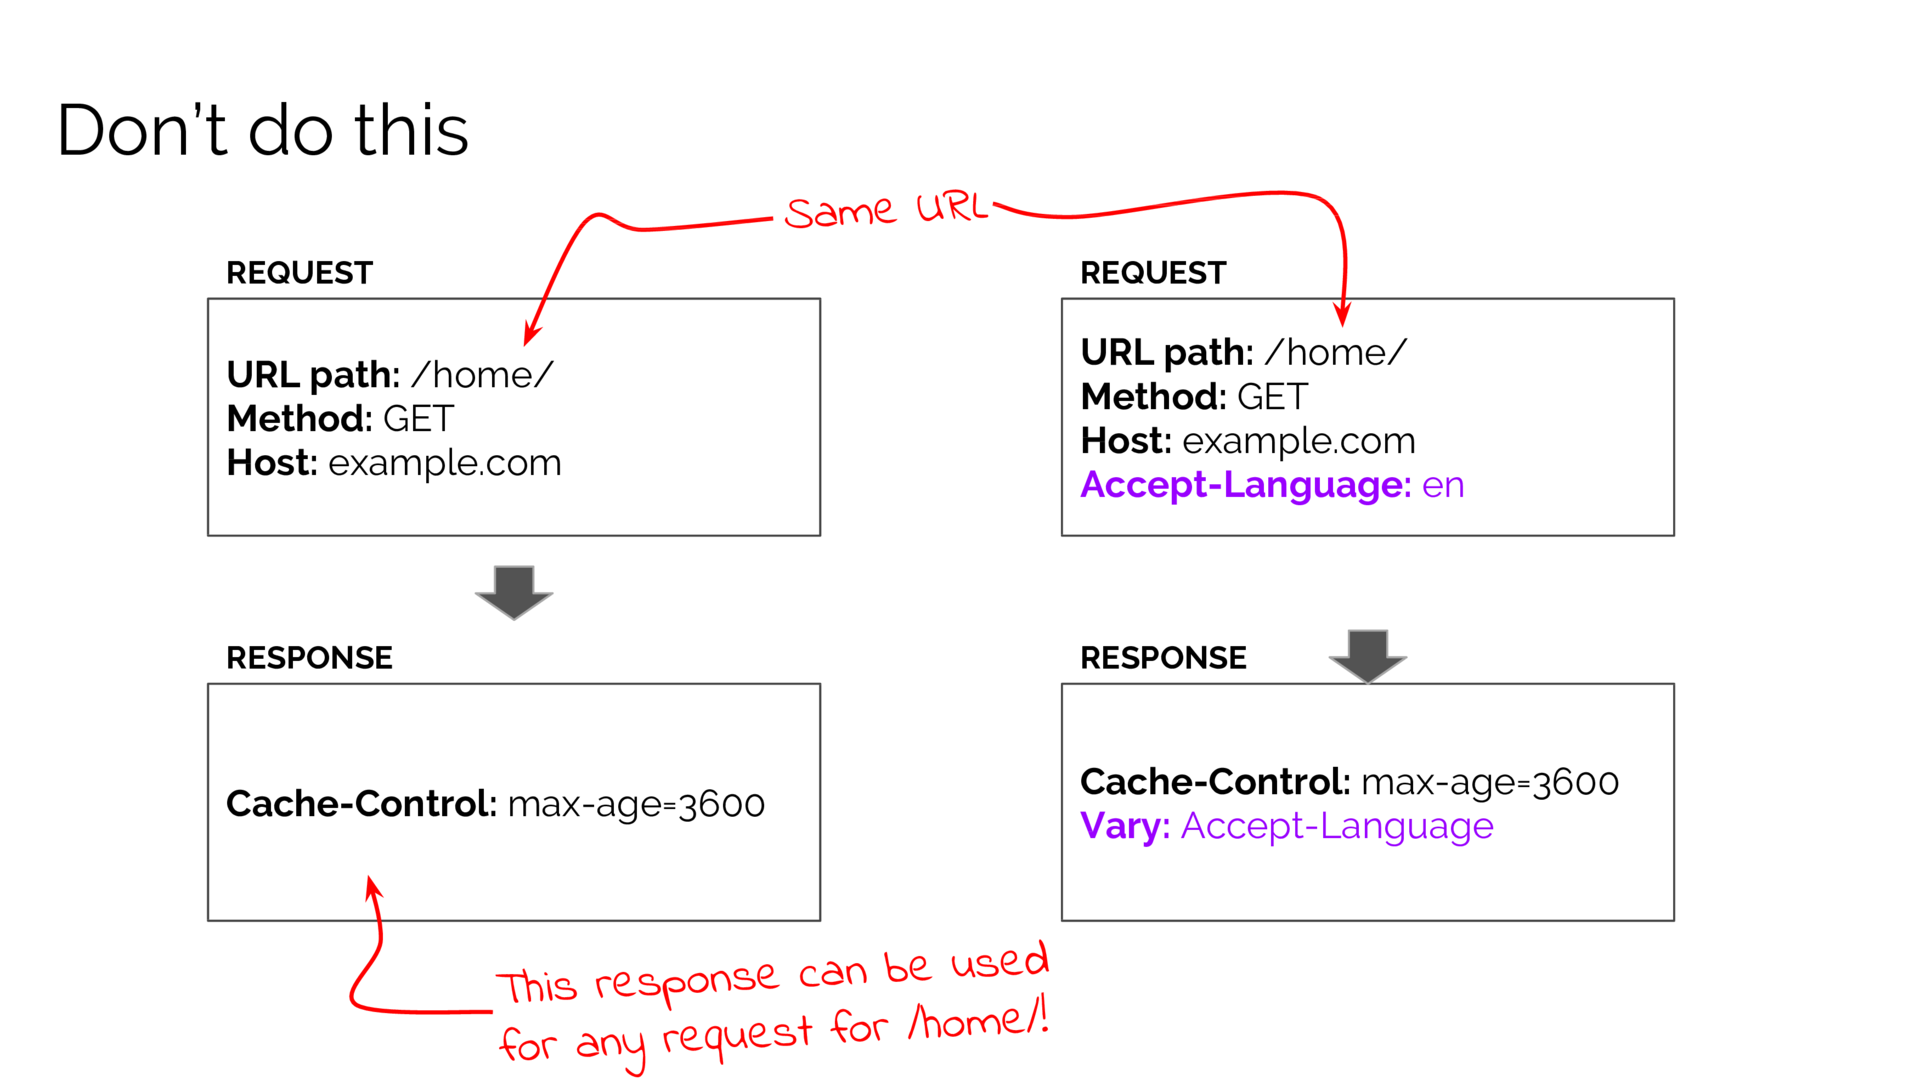 Don't do this
Same URL
REQUEST
URL path: /home/
Method: GET
Host: example.com
RESPONSE
Cache-Control: max-age=3600
This response can be used
for any request for /home/!
REQUEST
URL path: /home/
Method: GET
Host: example.com
Accept-Language: en
RESPONSE
Cache-Control: max-age=3600
Vary: Accept-Language